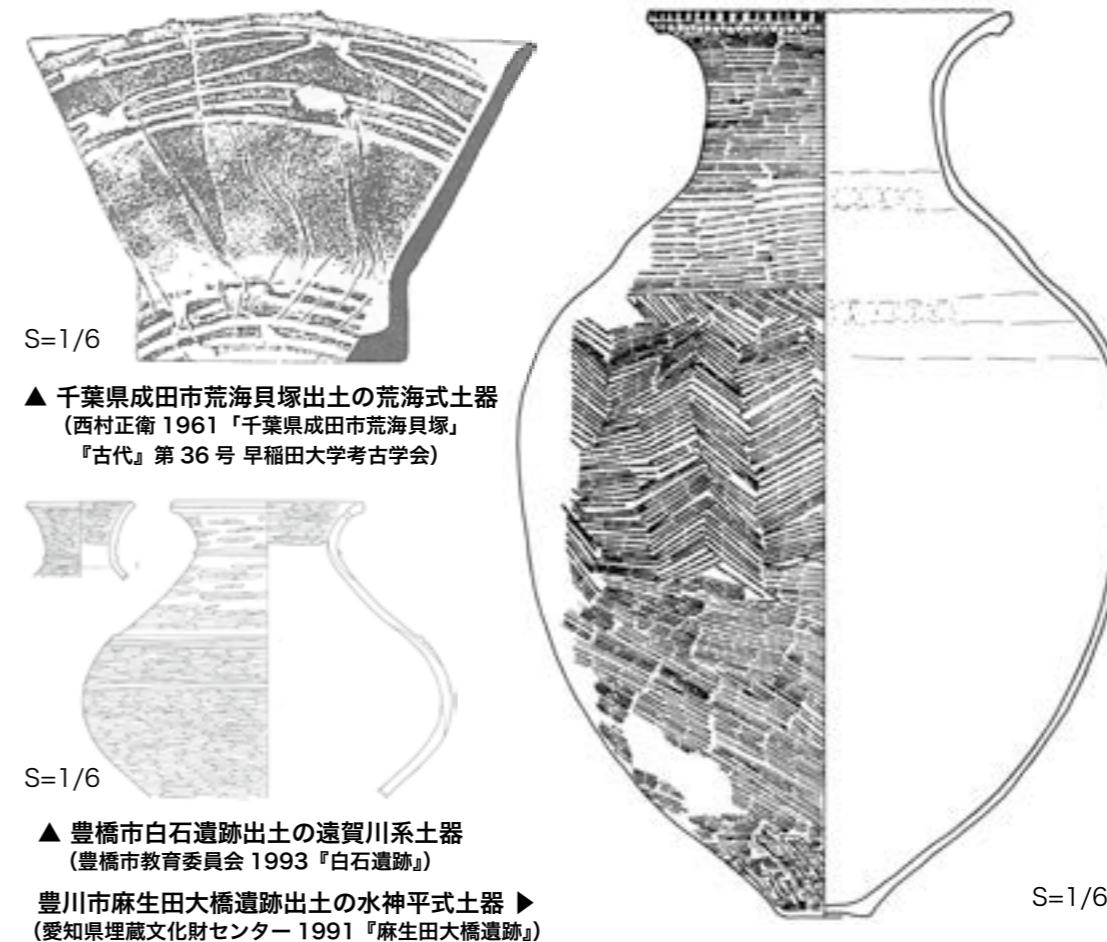 S=1/6
▲ 千葉県成田市荒海貝塚出土の荒海式土器
(西村正衛 1961「千葉県成田市荒海貝塚」
『古代』第 36 号 早稲田大学考古学会)
S=1/6
▲ 豊橋市白石遺跡出土の遠賀川系土器
(豊橋市教育委員会 1993『白石遺跡』)
豊川市麻生田大橋遺跡出土の水神平式土器 ▶
(愛知県埋蔵文化財センター 1991『麻生田大橋遺跡』)
S=1/6